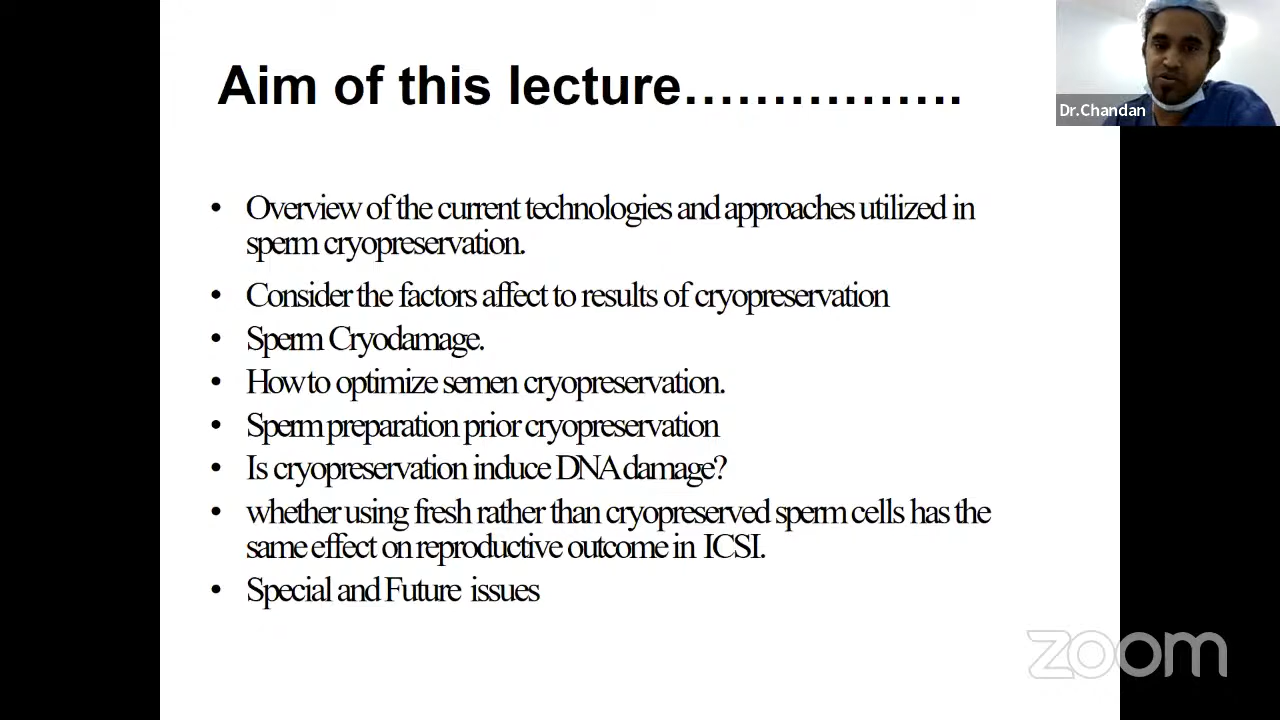 Aim of this lecture…………….
Dr.Chandan
• Overview of the current technologies and approaches utilized in
sperm cryopreservation.
• Consider the factors affect to results of cryopreservation
• Sperm Cryodamage.
• How to optimize semen cryopreservation.
• Sperm preparation prior cryopreservation
• Is cryopreservation induce DNA damage?
• whether using fresh rather than cryopreserved sperm cells has the
same effect on reproductive outcome in ICSI.
• Special and Future issues
zoom